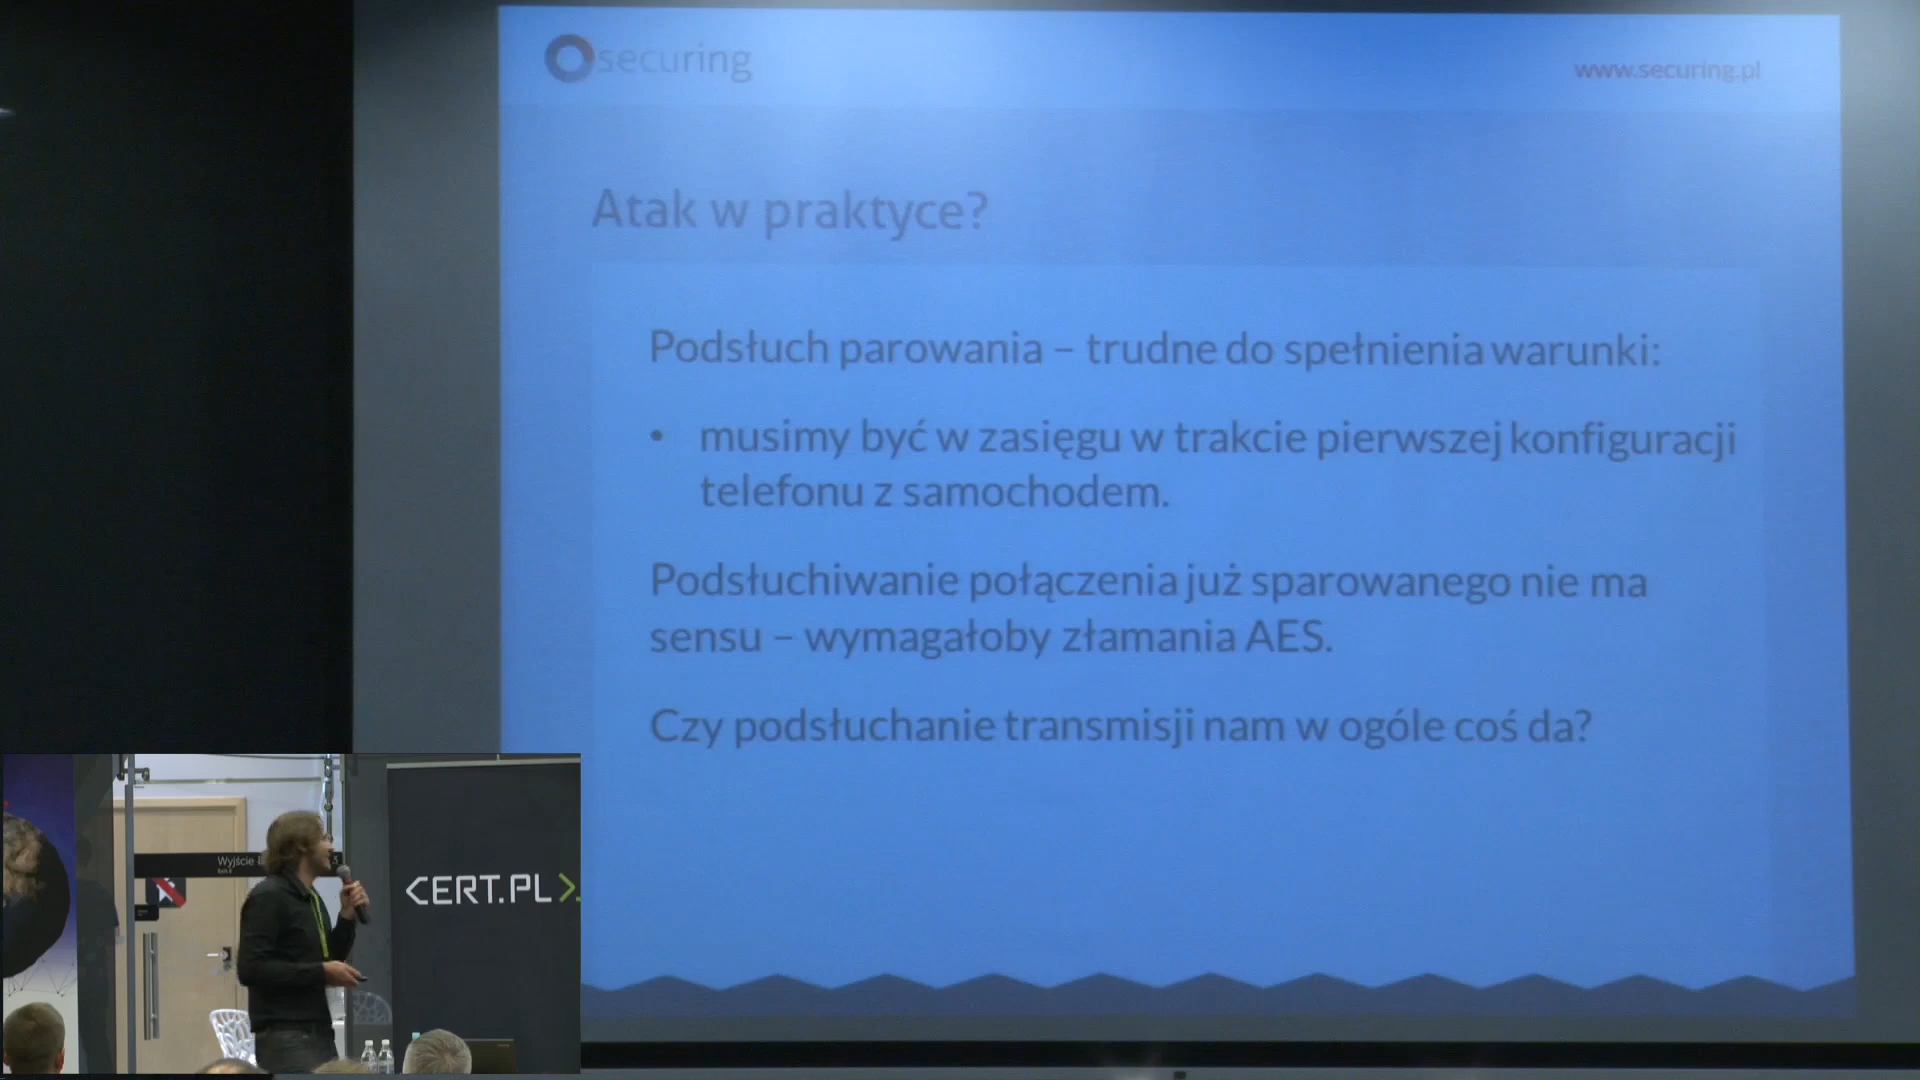 securing
www.securing.pl
Atak w praktyce?
Podsłuch parowania – trudne do spełnienia warunki:
• musimy być w zasięgu w trakcie pierwszej konfiguracji
telefonu z samochodem.
Podsłuchiwanie połączenia już sparowanego nie ma
sensu – wymagałoby złamania AES.
Czy podsłuchanie transmisji nam w ogóle coś da?
Wyjście
CERT.PL>_